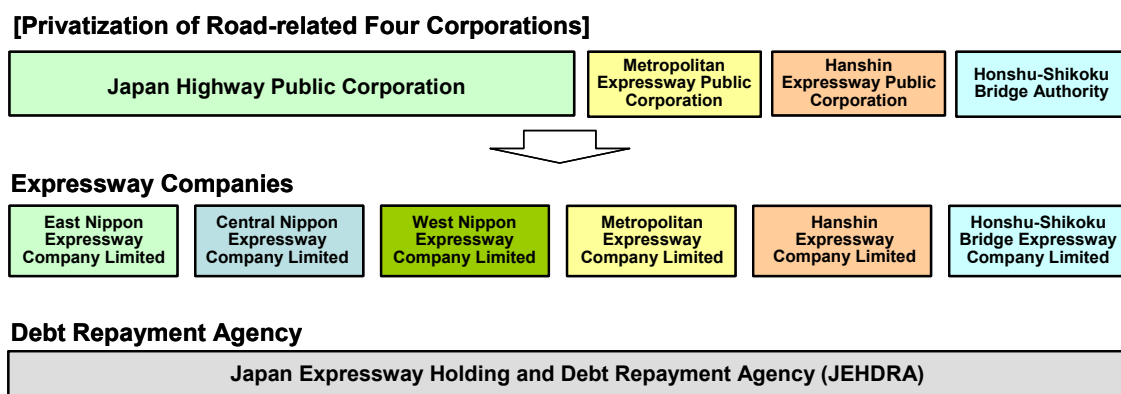 [Privatization of Road-related Four Corporations]
Japan Highway Public Corporation
Metropolitan
Expressway Public
Corporation
Hanshin
Expressway Public
Corporation
Honshu-Shikoku
Bridge Authority
Expressway Companies
East Nippon
Expressway
Company Limited
Central Nippon
Expressway
Company Limited
West Nippon
Expressway
Company Limited
Metropolitan
Expressway
Company Limited
Hanshin
Expressway
Company Limited
Honshu-Shikoku
Bridge Expressway
Company Limited
Debt Repayment Agency
Japan Expressway Holding and Debt Repayment Agency (JEHDRA)